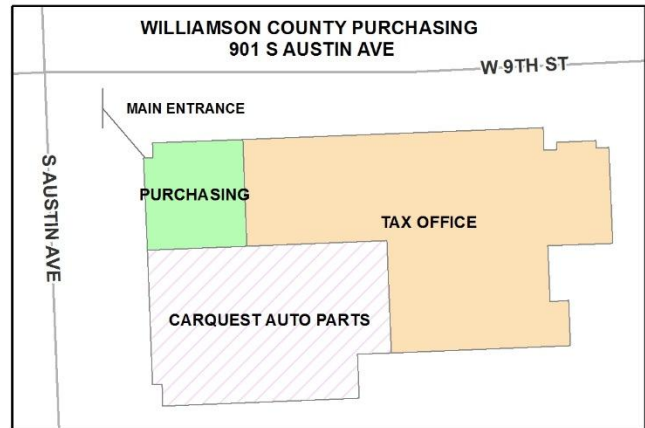 WILLIAMSON COUNTY PURCHASING
901 S AUSTIN AVE
W 9TH ST
MAIN ENTRANCE
S AUSTIN AVE
PURCHASING
TAX OFFICE
CARQUEST AUTO PARTS